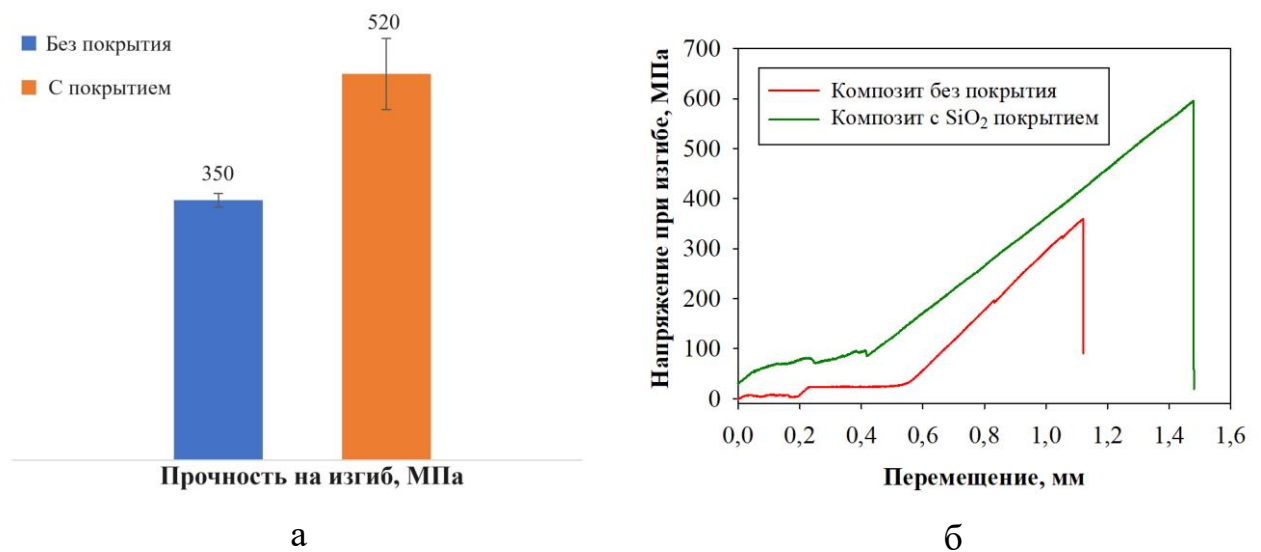 Без покрытия
С покрытием
350
520
Прочность на изгиб, МПа
а
Напряжение при изгибе, МПа
700
600
500
400
300
200
100
0
Композит без покрытия
Композит с SiO₂ покрытием
0,0 0,2 0,4 0,6 0,8 1,0 1,2 1,4 1,6
Перемещение, мм
б